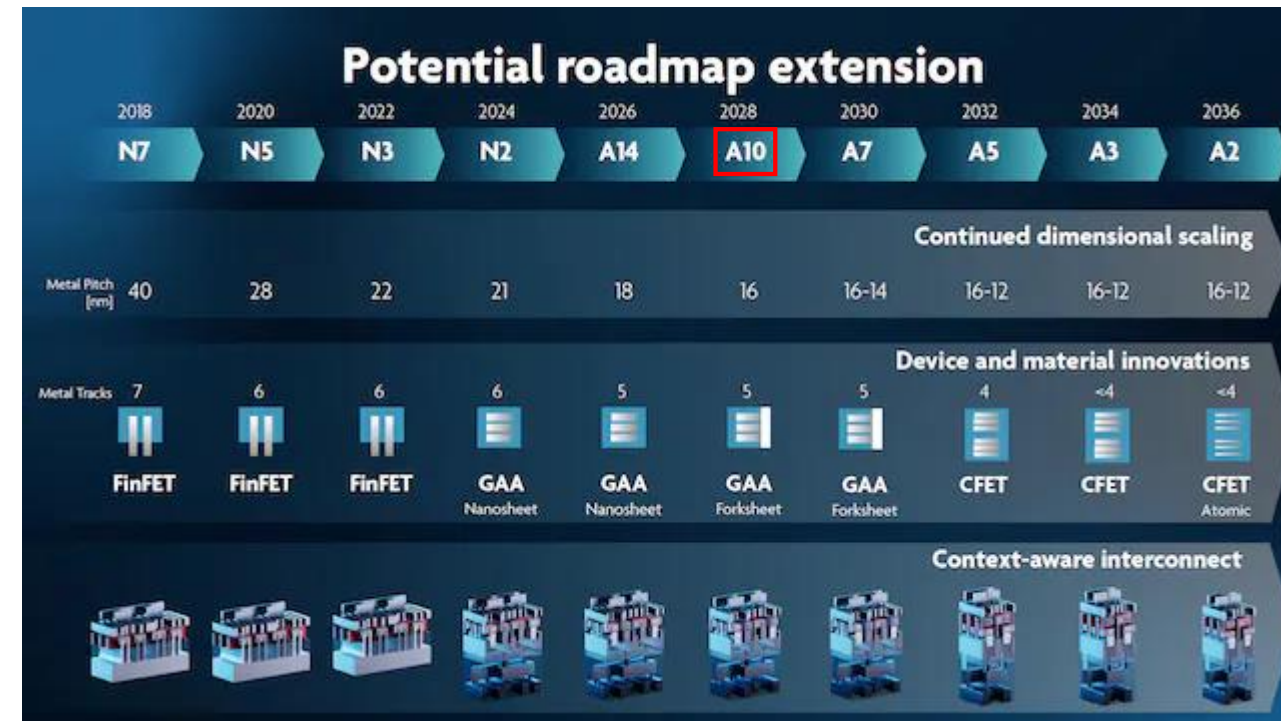 Potential roadmap extension
2018 2020 2022 2024 2026 2028 2030 2032 2034 2036
N7 N5 N3 N2 A14 A10 A7 A5 A3 A2
Continued dimensional scaling
Metal Pitch
[nm]
40 28 22 21 18 16 16-14 16-12 16-12 16-12
Device and material innovations
Metal Tracks 7 6 6 6 5 5 5 4 <4 <4
FinFET FinFET FinFET GAA GAA GAA GAA CFET CFET CFET
Nanosheet Nanosheet Forksheet Forksheet Atomic
Context-aware interconnect